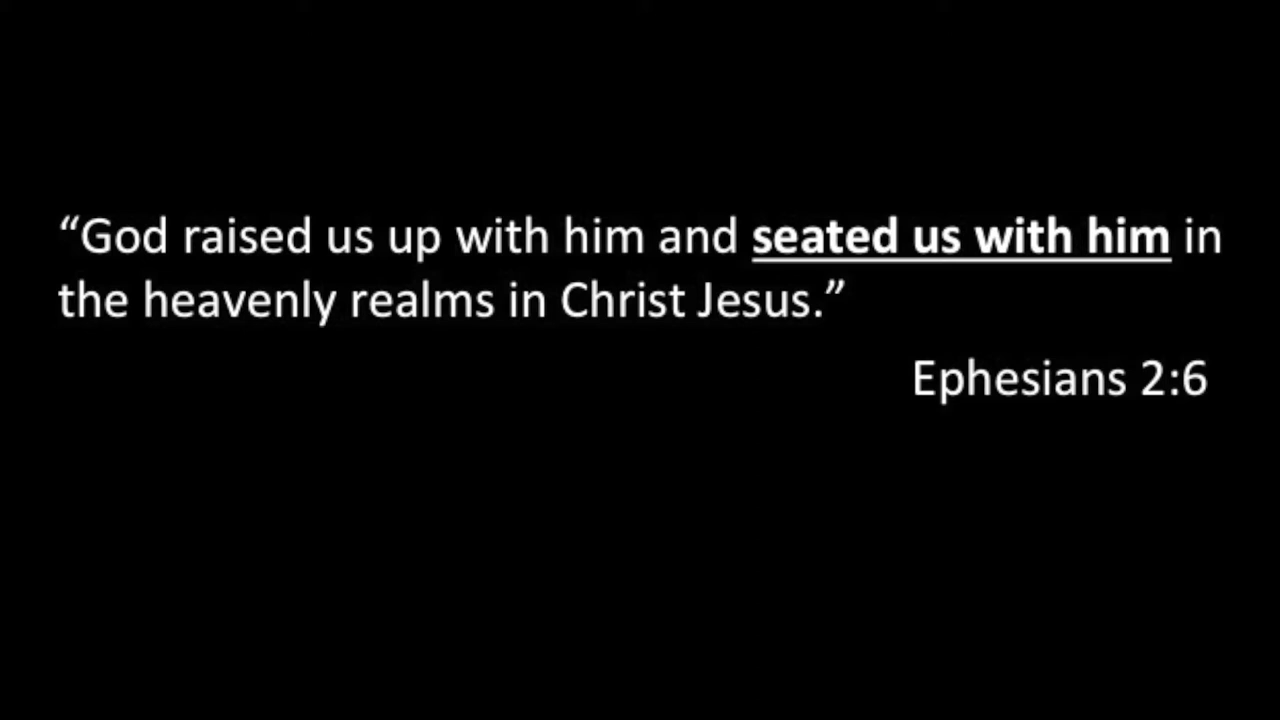 “God raised us up with him and seated us with him in
the heavenly realms in Christ Jesus.”
Ephesians 2:6